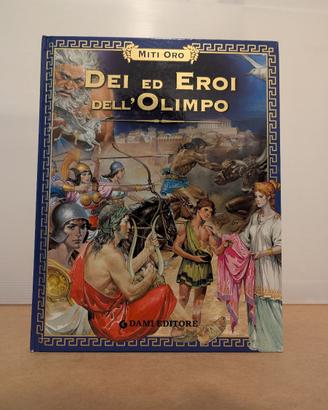 MITI ORO
DEI ED EROI
DELL'OLIMPO
DAMI EDITORE